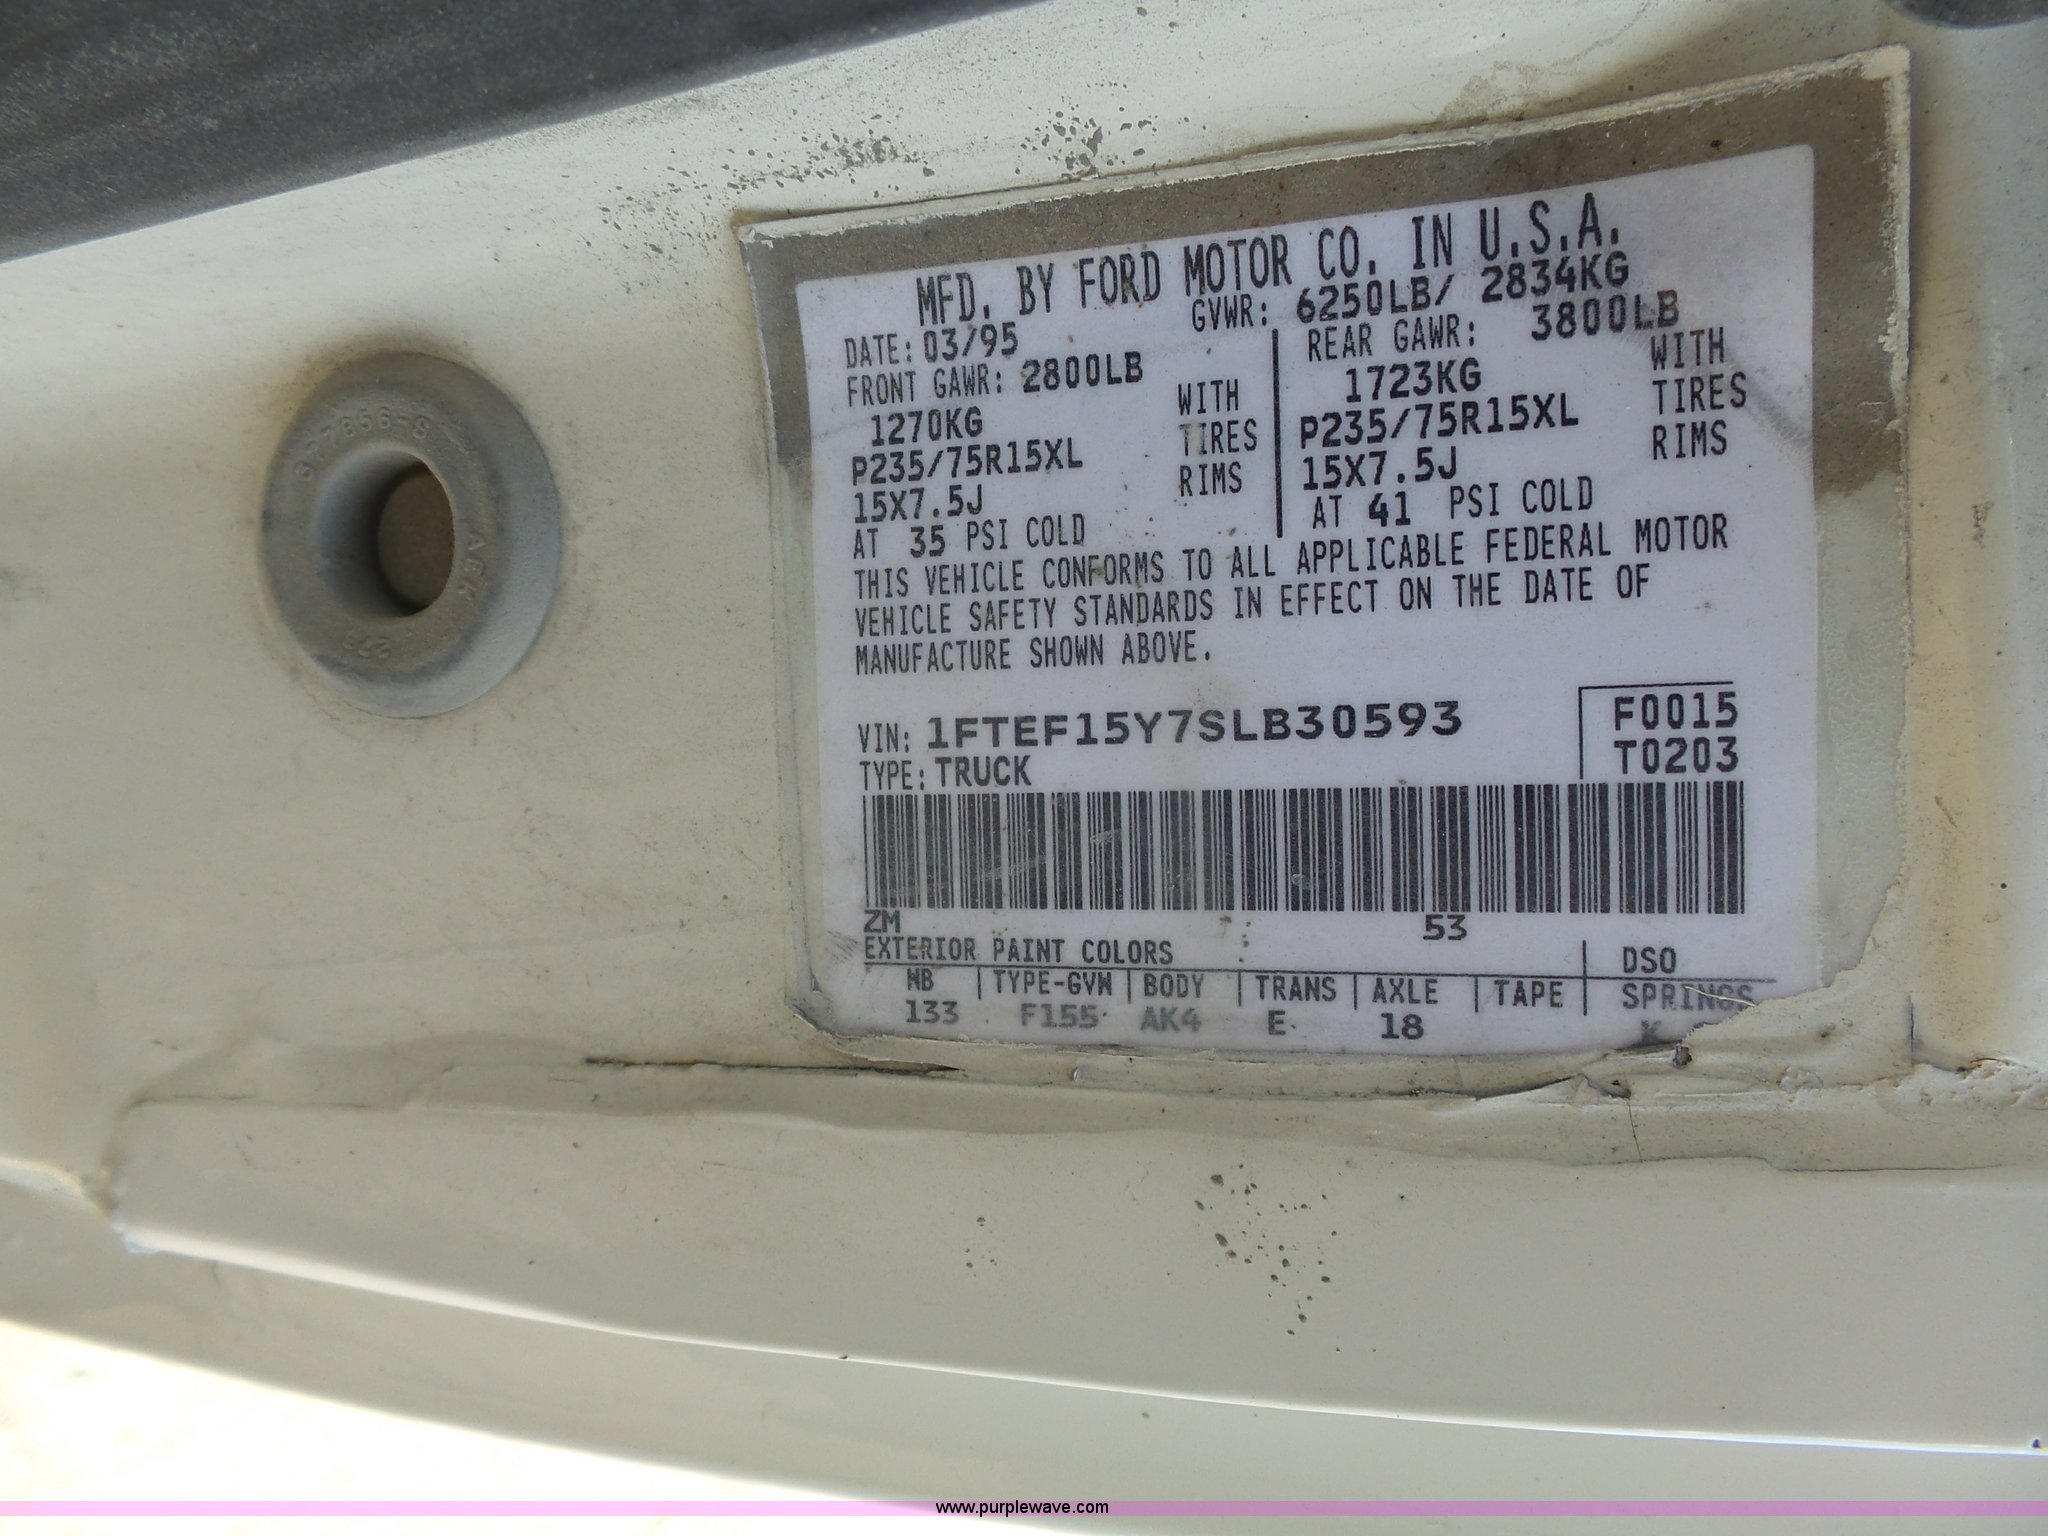 MFD. BY FORD MOTOR CO. IN U.S.A.
DATE: 03/95 GVWR: 6250LB/ 2834KG
FRONT GAWR: 2800LB REAR GAWR: 3800LB
1270KG WITH 1723KG WITH
P235/75R15XL TIRES P235/75R15XL TIRES
15X7.5J RIMS 15X7.5J RIMS
AT 35 PSI COLD AT 41 PSI COLD
THIS VEHICLE CONFORMS TO ALL APPLICABLE FEDERAL MOTOR
VEHICLE SAFETY STANDARDS IN EFFECT ON THE DATE OF
MANUFACTURE SHOWN ABOVE.
VIN: 1FTEF15Y7SLB30593 F0015
TYPE: TRUCK T0203
ZM 53
EXTERIOR PAINT COLORS DSO
WB TYPE-GVW BODY TRANS AXLE TAPE SPRINGS
133 F155 AK4 E 18
AEK
www.purplewave.com